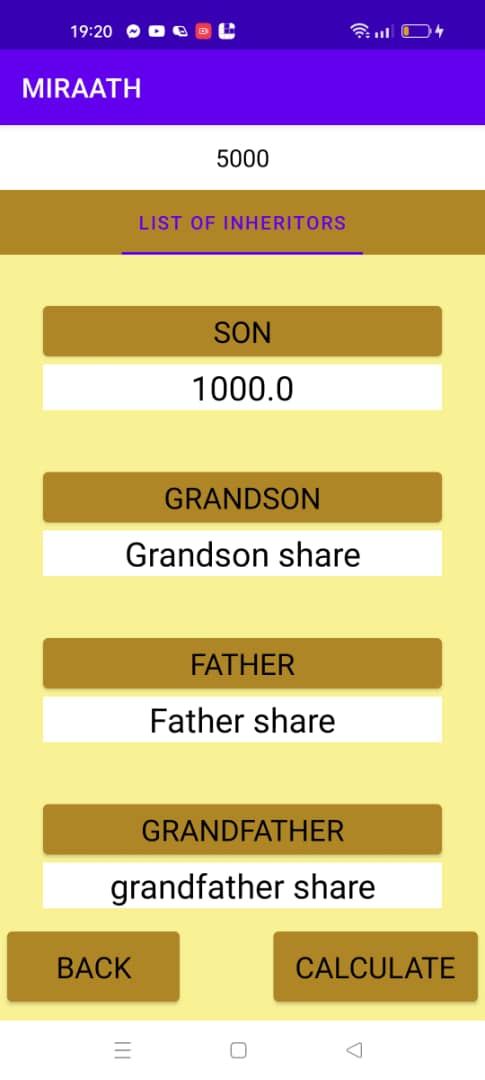 19:20
MIRAATH
5000
LIST OF INHERITORS
SON
1000.0
GRANDSON
Grandson share
FATHER
Father share
GRANDFATHER
grandfather share
BACK CALCULATE